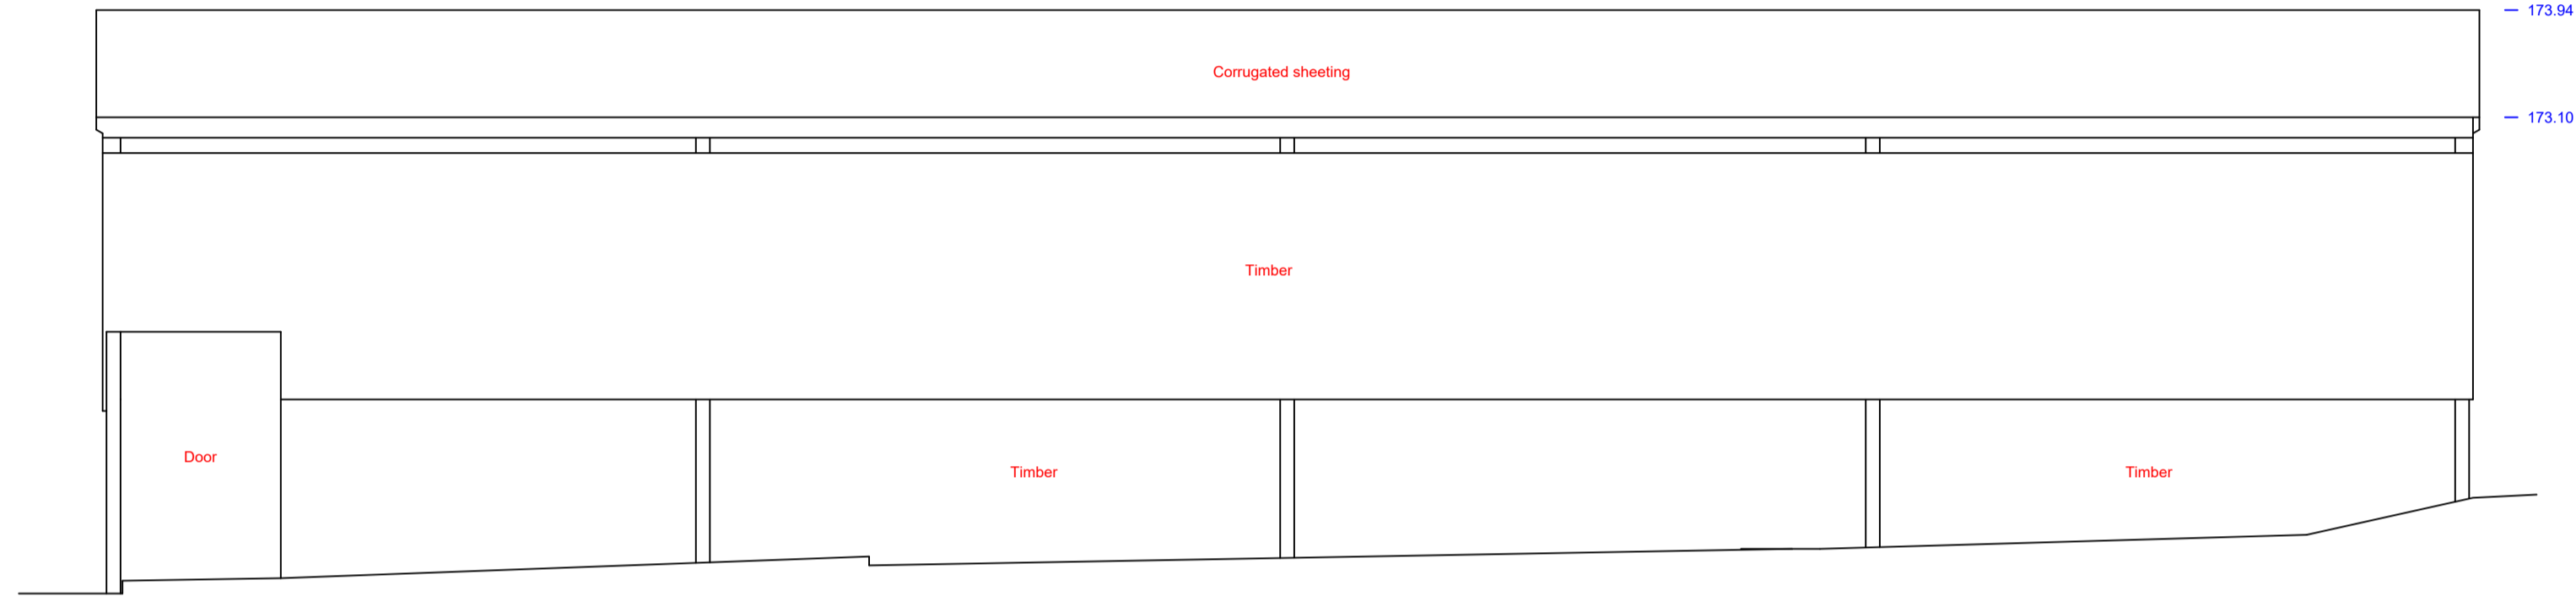 173.94
Corrugated sheeting
173.10
Timber
Door
Timber
Timber